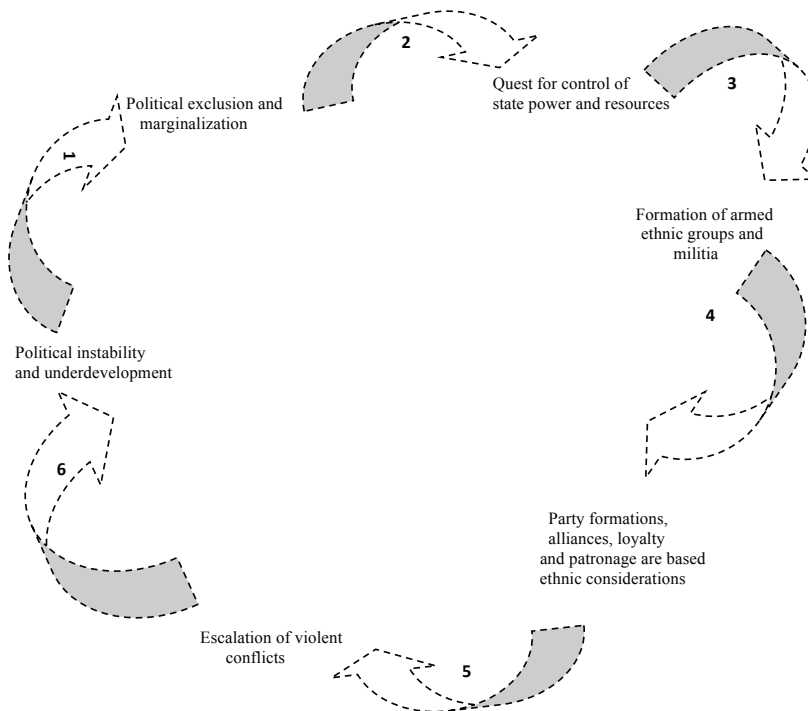 2
Political exclusion and
marginalization
Quest for control of
state power and resources
3
1
Formation of armed
ethnic groups and
militia
4
Political instability
and underdevelopment
6
Party formations,
alliances, loyalty
and patronage are based
ethnic considerations
Escalation of violent
conflicts
5